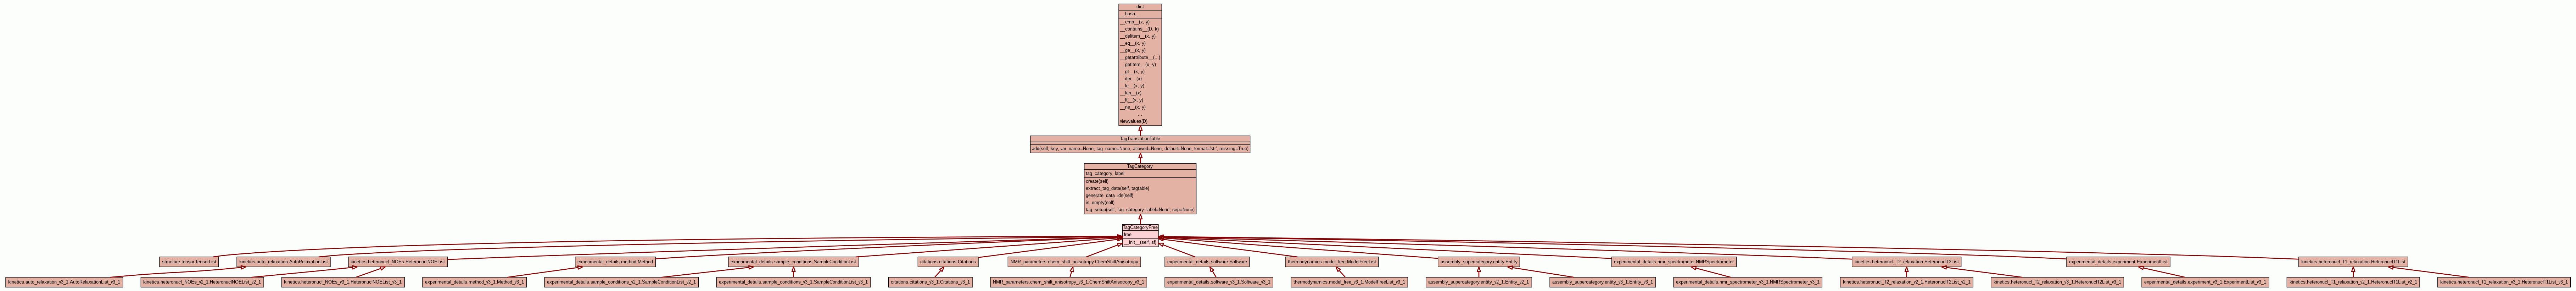 dict
__hash__
__cmp__(x, y)
__contains__(D, k)
__delitem__(x, y)
__eq__(x, y)
__ge__(x, y)
__getattribute__(...)
__getitem__(x, y)
__gt__(x, y)
__iter__(x)
__le__(x, y)
__len__(x)
__lt__(x, y)
__ne__(x, y)
...
viewvalues(D)
TagTranslationTable
add(self, key, var_name=None, tag_name=None, allowed=None, default=None, format='str', missing=True)
TagCategory
tag_category_label
create(self)
extract_tag_data(self, tagtable)
generate_data_ids(self)
is_empty(self)
tag_setup(self, tag_category_label=None, sep=None)
TagCategoryFree
free
__init__(self, sf)
structure.tensor.TensorList
kinetics.auto_relaxation.AutoRelaxationList
kinetics.heteronucl_NOEs.HeteronuclNOEList
experimental_details.method.Method
experimental_details.sample_conditions.SampleConditionList
citations.citations.Citations
NMR_parameters.chem_shift_anisotropy.ChemShiftAnisotropy
experimental_details.software.Software
thermodynamics.model_free.ModelFreeList
assembly_supercategory.entity.Entity
experimental_details.nmr_spectrometer.NMRSpectrometer
kinetics.heteronucl_T2_relaxation.HeteronuclT2List
experimental_details.experiment.ExperimentList
kinetics.heteronucl_T1_relaxation.HeteronuclT1List
kinetics.auto_relaxation_v3_1.AutoRelaxationList_v3_1
kinetics.heteronucl_NOEs_v2_1.HeteronuclNOEList_v2_1
kinetics.heteronucl_NOEs_v3_1.HeteronuclNOEList_v3_1
experimental_details.method_v3_1.Method_v3_1
experimental_details.sample_conditions_v2_1.SampleConditionList_v2_1
experimental_details.sample_conditions_v3_1.SampleConditionList_v3_1
citations.citations_v3_1.Citations_v3_1
NMR_parameters.chem_shift_anisotropy_v3_1.ChemShiftAnisotropy_v3_1
experimental_details.software_v3_1.Software_v3_1
thermodynamics.model_free_v3_1.ModelFreeList_v3_1
assembly_supercategory.entity_v2_1.Entity_v2_1
assembly_supercategory.entity_v3_1.Entity_v3_1
experimental_details.nmr_spectrometer_v3_1.NMRSpectrometer_v3_1
kinetics.heteronucl_T2_relaxation_v2_1.HeteronuclT2List_v2_1
kinetics.heteronucl_T2_relaxation_v3_1.HeteronuclT2List_v3_1
experimental_details.experiment_v3_1.ExperimentList_v3_1
kinetics.heteronucl_T1_relaxation_v2_1.HeteronuclT1List_v2_1
kinetics.heteronucl_T1_relaxation_v3_1.HeteronuclT1List_v3_1